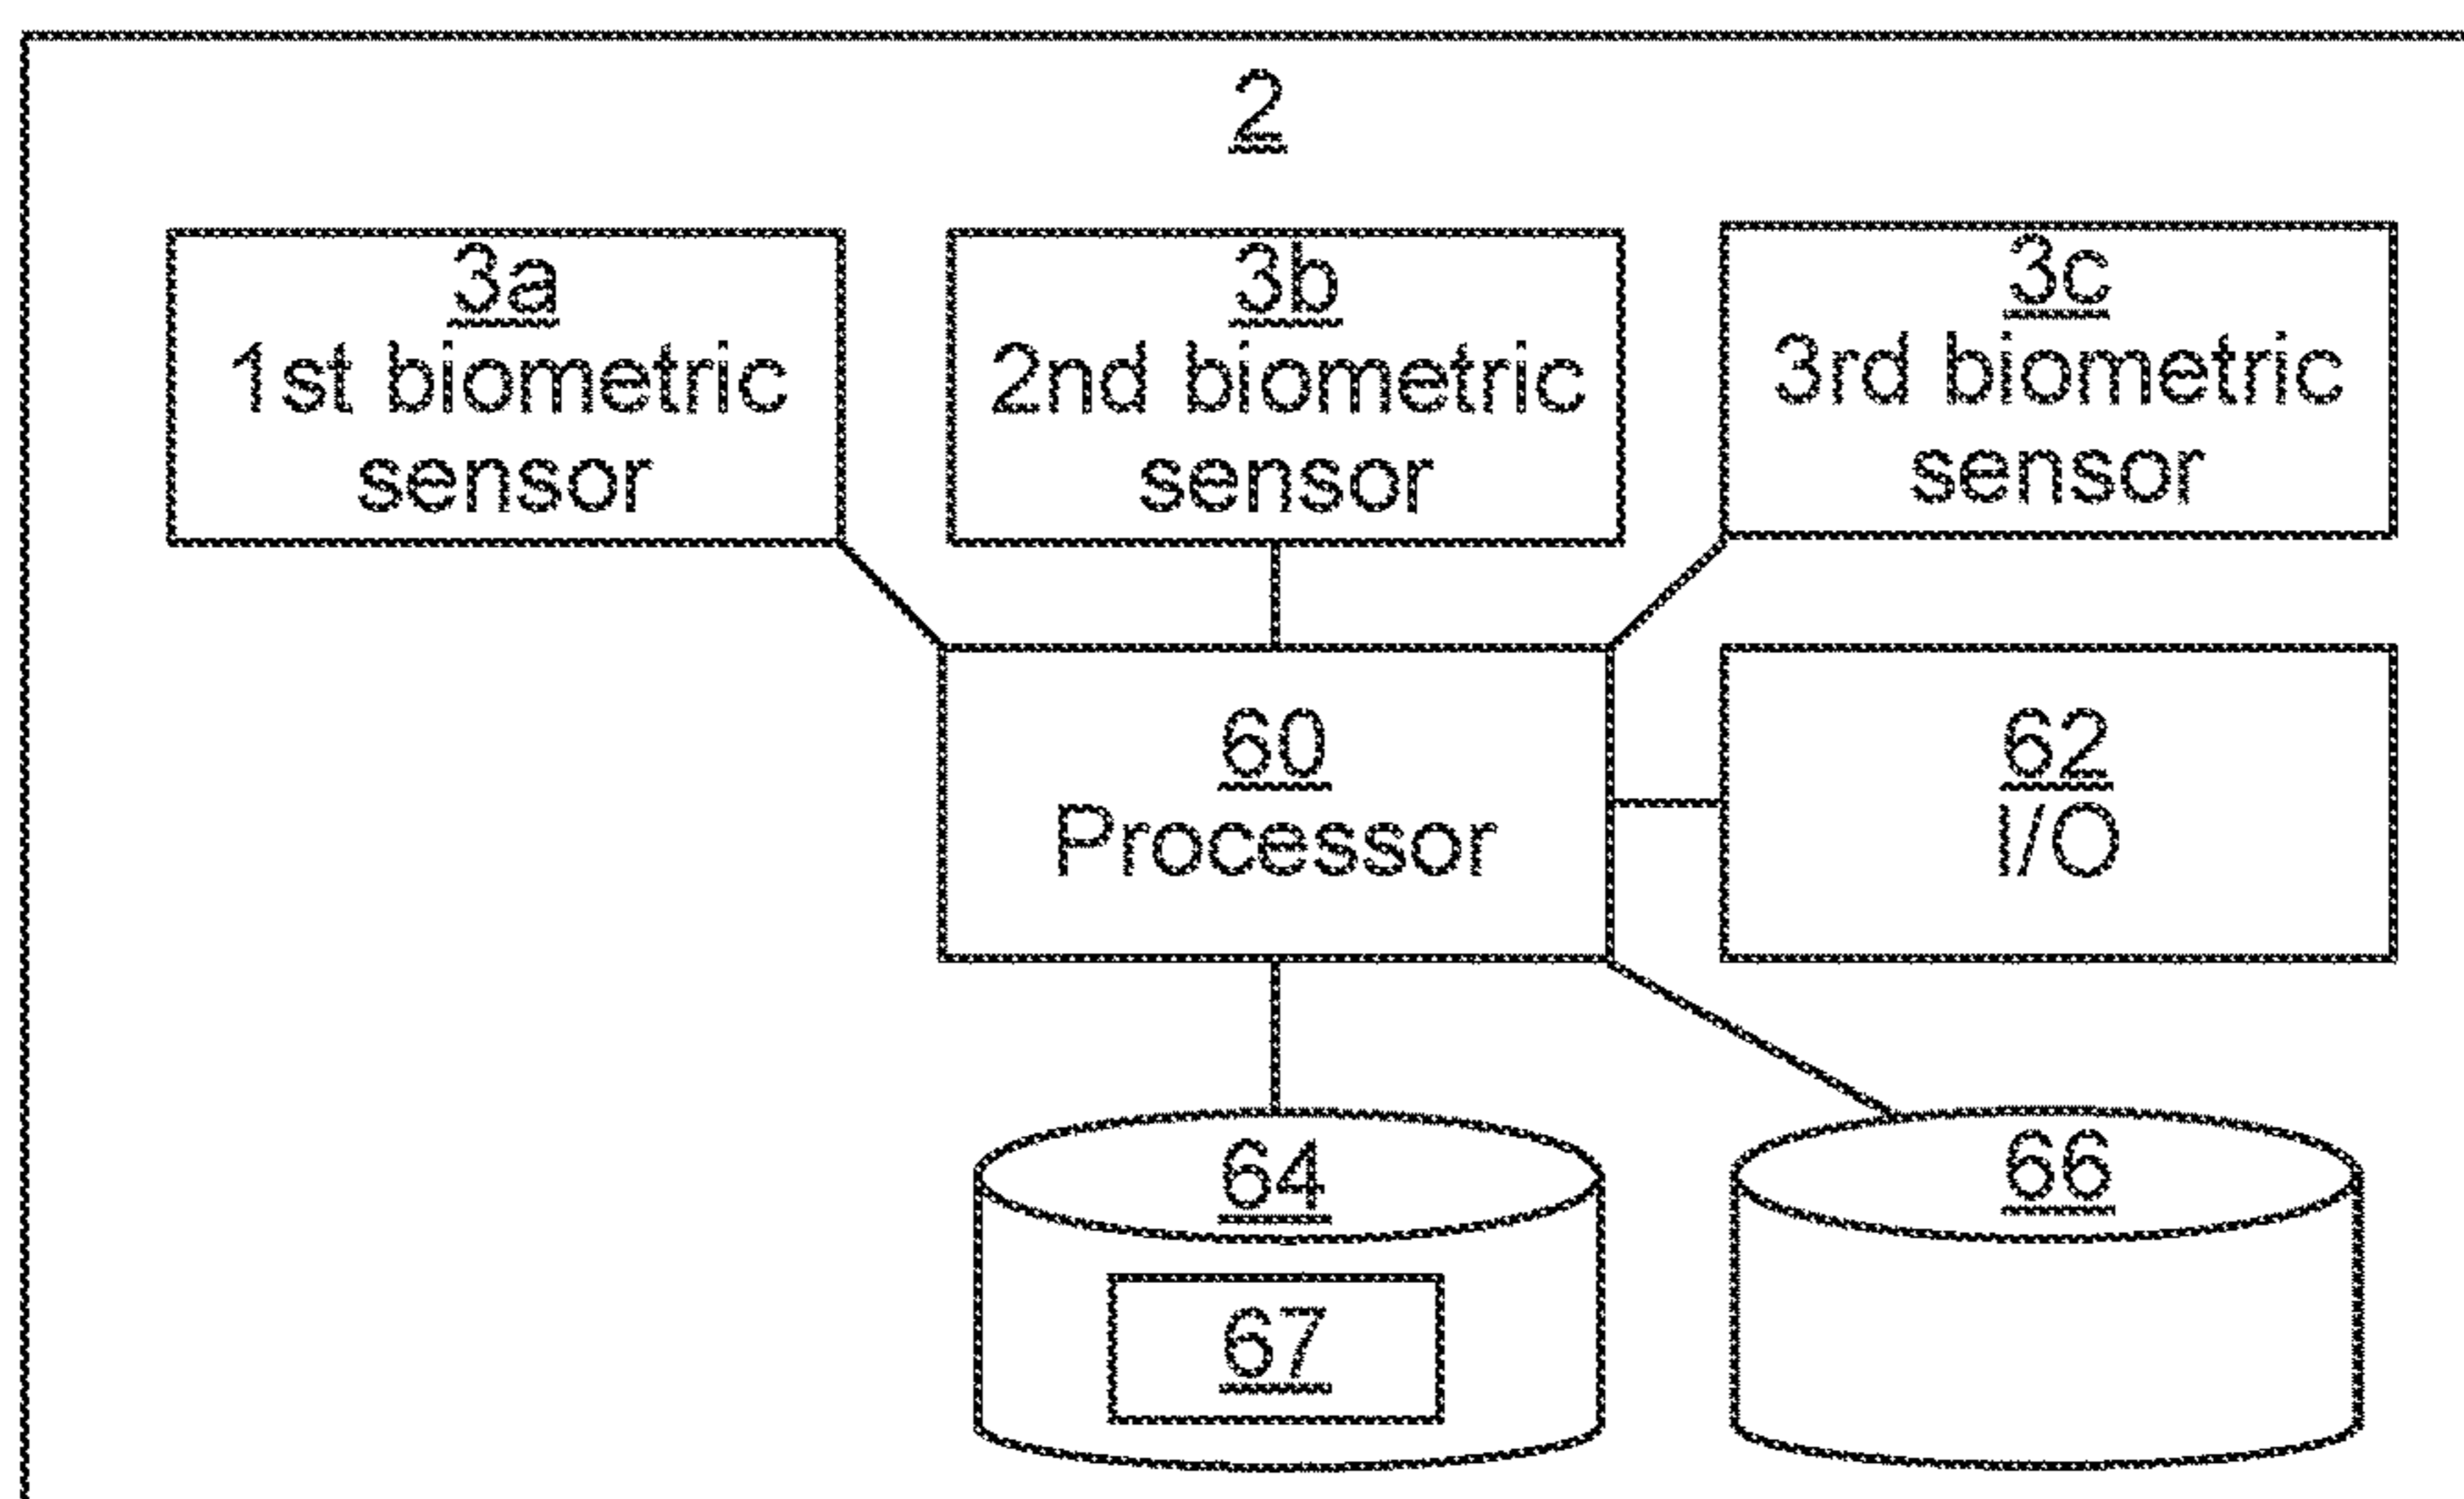 2
3a
1st biometric
sensor
3b
2nd biometric
sensor
3c
3rd biometric
sensor
60
Processor
62
I/O
64
66
67